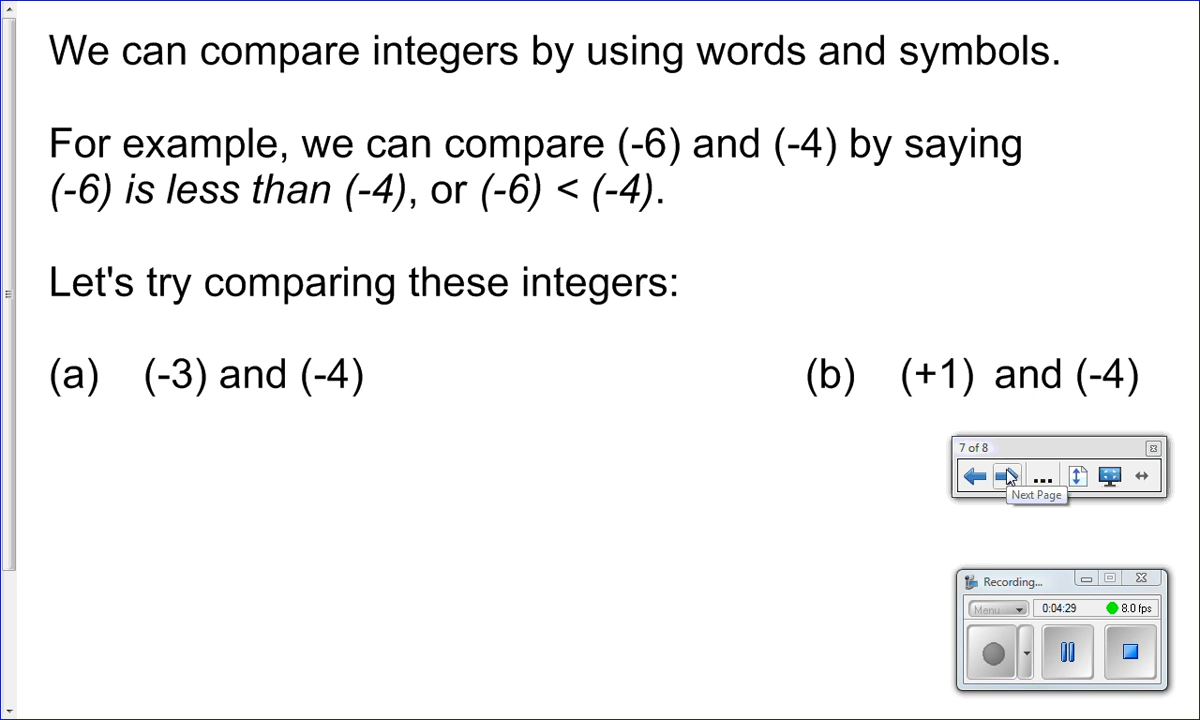 We can compare integers by using words and symbols.
For example, we can compare (-6) and (-4) by saying
(-6) is less than (-4), or (-6) < (-4).
Let's try comparing these integers:
(a) (-3) and (-4)
(b) (+1) and (-4)
7 of 8
...
Next Page
Recording...
Menu
0:04:29
8.0 fps